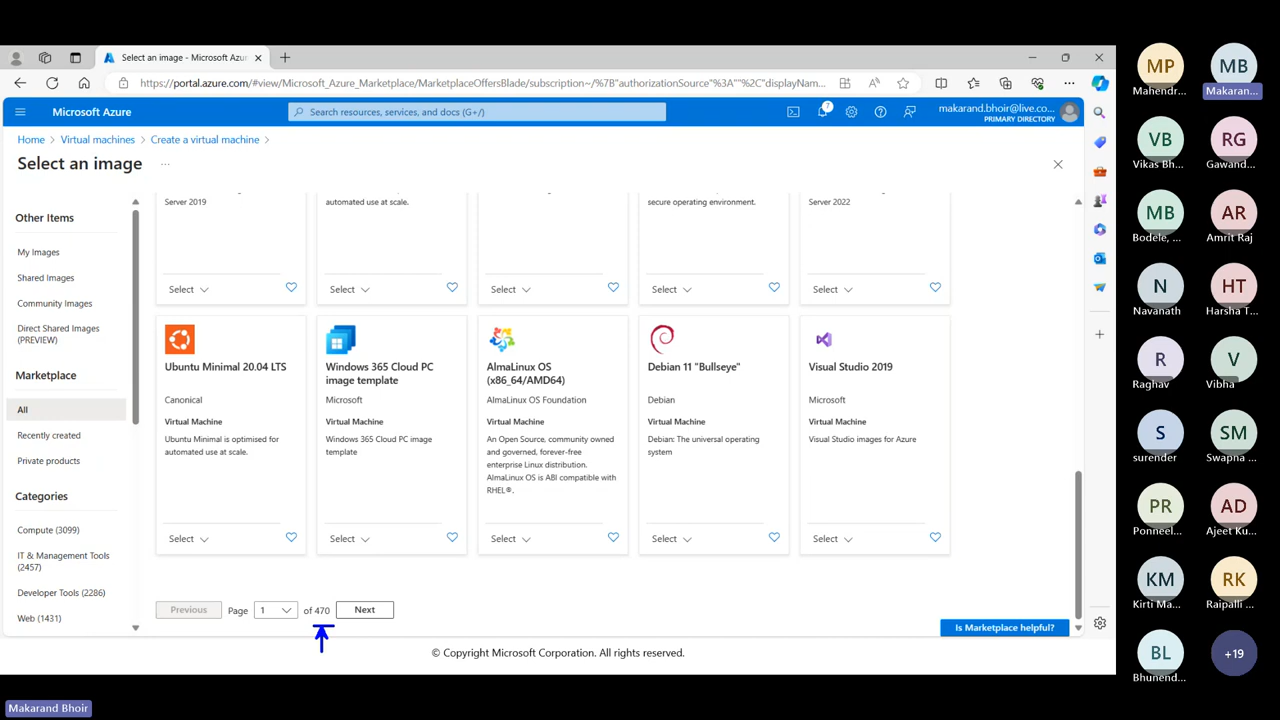 Select an image - Microsoft Azu
https://portal.azure.com/#view/Microsoft_Azure_Marketplace/MarketplaceOffersBlade/subscription~/%7B"authorizationSource"%3A""%2C"displayNam...
Microsoft Azure
Search resources, services, and docs (G+/)
7
makarand.bhoir@live.co...
PRIMARY DIRECTORY
Home > Virtual machines > Create a virtual machine >
Select an image ...
Other Items
My Images
Shared Images
Community Images
Direct Shared Images
(PREVIEW)
Marketplace
All
Recently created
Private products
Categories
Compute (3099)
IT & Management Tools
(2457)
Developer Tools (2286)
Web (1431)
Server 2019
automated use at scale.
secure operating environment.
Server 2022
Select
Select
Select
Select
Select
Ubuntu Minimal 20.04 LTS
Canonical
Virtual Machine
Ubuntu Minimal is optimised for
automated use at scale.
Select
Windows 365 Cloud PC
image template
Microsoft
Virtual Machine
Windows 365 Cloud PC image
template
Select
AlmaLinux OS
(x86_64/AMD64)
AlmaLinux OS Foundation
Virtual Machine
An Open Source, community owned
and governed, forever-free
enterprise Linux distribution.
AlmaLinux OS is ABI compatible with
RHEL®.
Select
Debian 11 "Bullseye"
Debian
Virtual Machine
Debian: The universal operating
system
Select
Visual Studio 2019
Microsoft
Virtual Machine
Visual Studio images for Azure
Select
Previous Page 1 of 470 Next
Is Marketplace helpful?
© Copyright Microsoft Corporation. All rights reserved.
MP
Mahendr...
MB
Makaran...
VB
Vikas Bh...
RG
Gawand...
MB
Bodele, ...
AR
Amrit Raj
N
Navanath
HT
Harsha T...
R
Raghav
V
Vibha
S
surender
SM
Swapna ...
PR
Ponneel...
AD
Ajeet Ku...
KM
Kirti Ma...
RK
Raipalli ...
BL
Bhunend...
+19
Makarand Bhoir